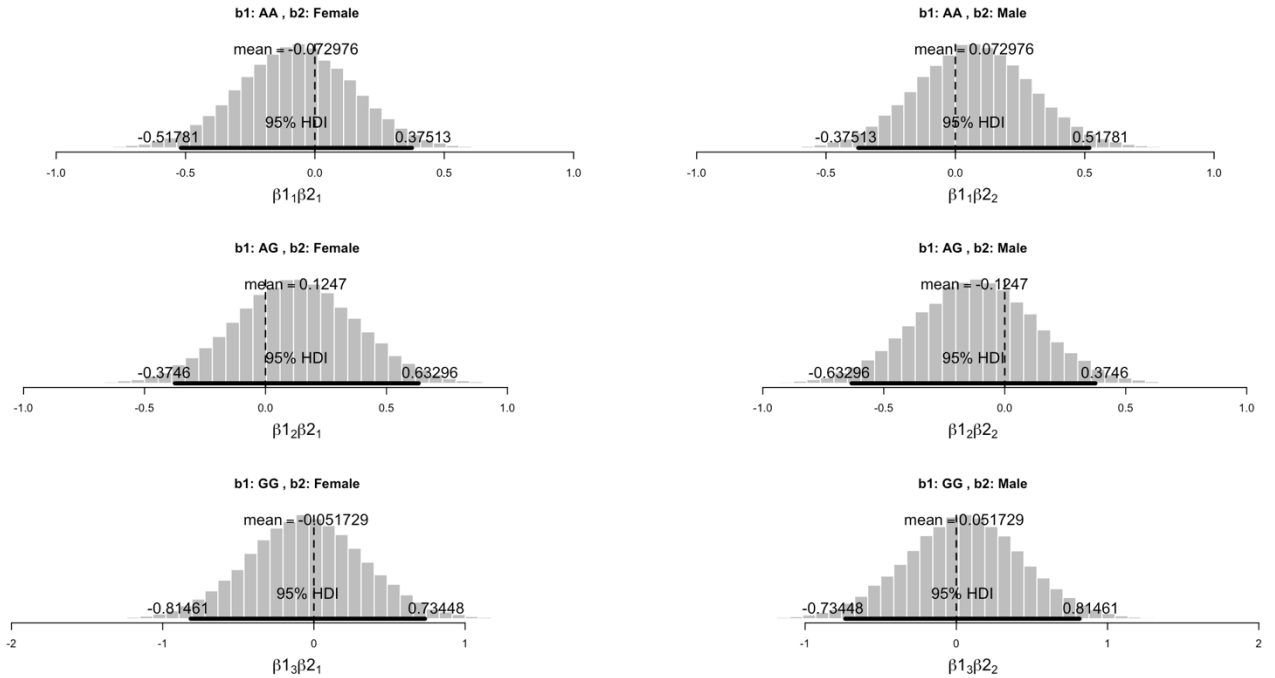 b1: AA , b2: Female
mean = -0.072976
95% HDI
-0.51781
0.37513
-1.0 -0.5 0.0 0.5 1.0
β1₁β2₁
b1: AA , b2: Male
mean = 0.072976
95% HDI
-0.37513
0.51781
-1.0 -0.5 0.0 0.5 1.0
β1₁β2₂
b1: AG , b2: Female
mean = 0.1247
95% HDI
-0.3746
0.63296
-1.0 -0.5 0.0 0.5 1.0
β1₂β2₁
b1: AG , b2: Male
mean = -0.1247
95% HDI
-0.63296
0.3746
-1.0 -0.5 0.0 0.5 1.0
β1₂β2₂
b1: GG , b2: Female
mean = -0.051729
95% HDI
-0.81461
0.73448
-2 -1 0 1
β1₃β2₁
b1: GG , b2: Male
mean = 0.051729
95% HDI
-0.73448
0.81461
-1 0 1 2
β1₃β2₂